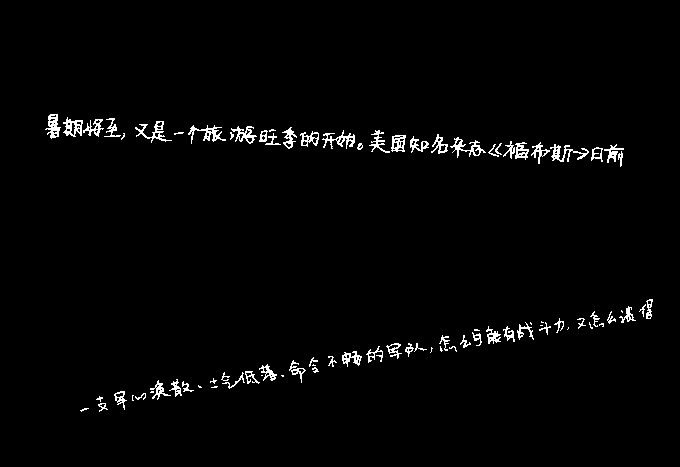 暑期将至，又是一个旅游旺季的开始。美国知名杂志《福布斯》日前
一支军心涣散、士气低落、命令不畅的军队，怎么可能有战斗力，又怎么谈得